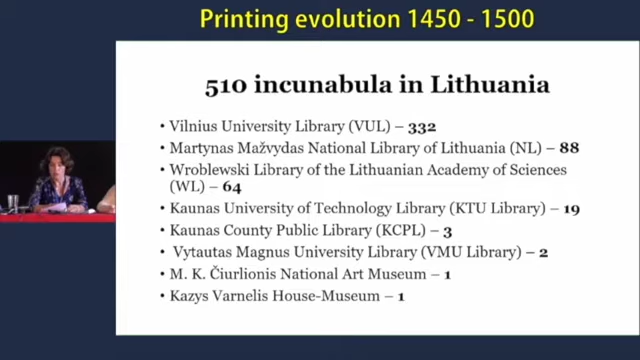 Printing evolution 1450 - 1500
510 incunabula in Lithuania
• Vilnius University Library (VUL) – 332
• Martynas Mažvydas National Library of Lithuania (NL) – 88
• Wroblewski Library of the Lithuanian Academy of Sciences
(WL) – 64
• Kaunas University of Technology Library (KTU Library) – 19
• Kaunas County Public Library (KCPL) – 3
• Vytautas Magnus University Library (VMU Library) – 2
• M. K. Čiurlionis National Art Museum – 1
• Kazys Varnelis House-Museum – 1